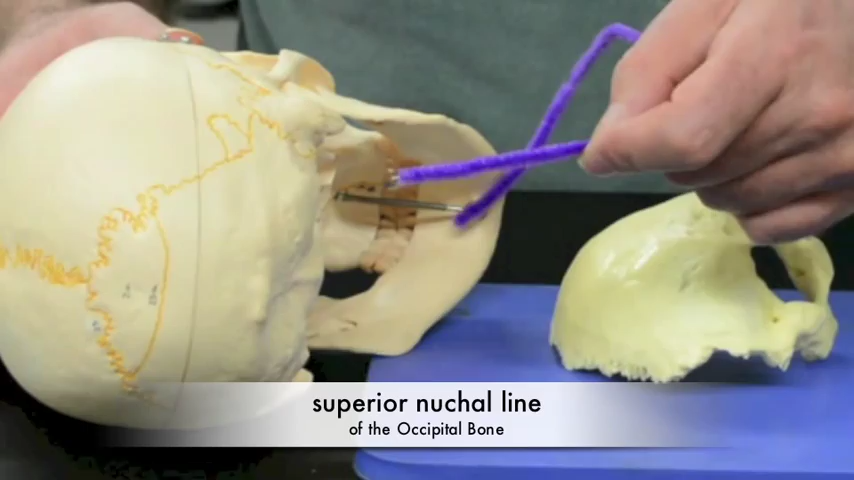 superior nuchal line
of the Occipital Bone